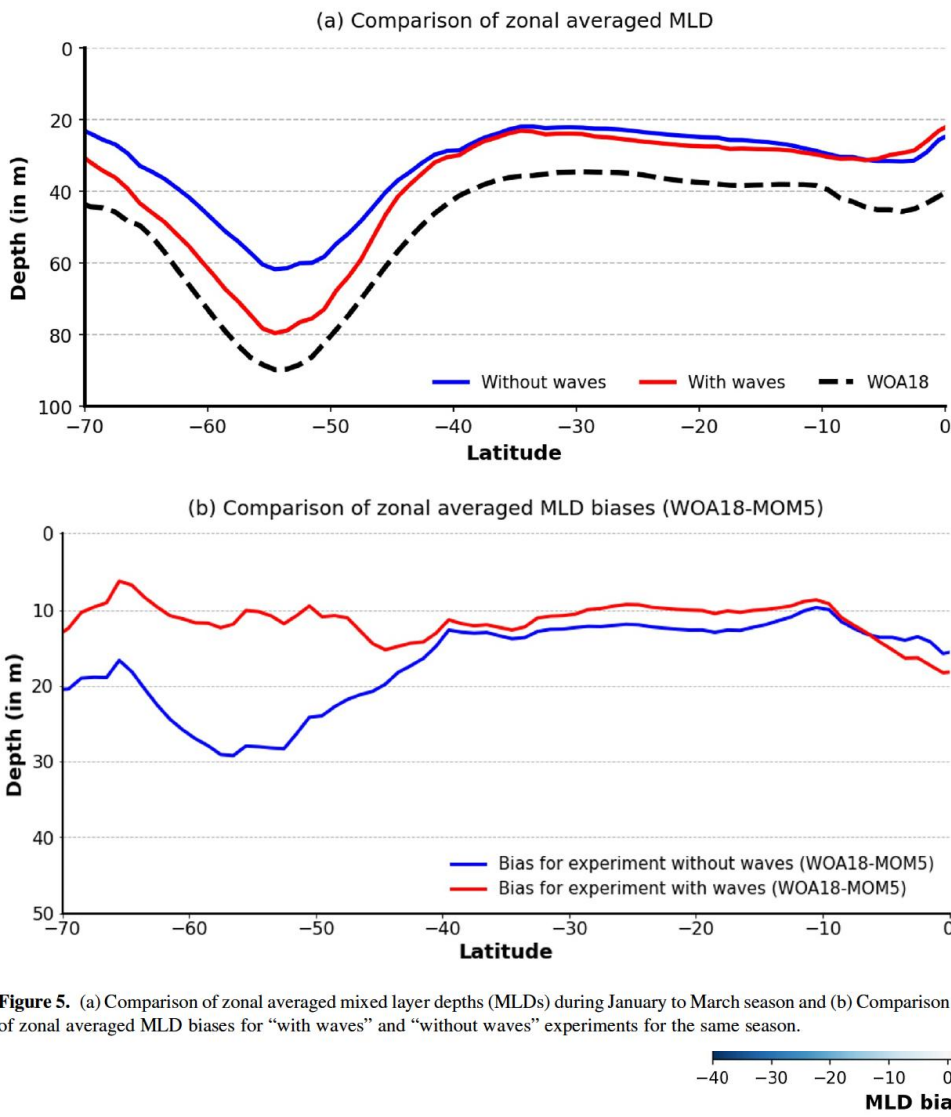 (a) Comparison of zonal averaged MLD
0
20
40
60
80
100
Depth (in m)
Without waves With waves WOA18
−70 −60 −50 −40 −30 −20 −10 0
Latitude
(b) Comparison of zonal averaged MLD biases (WOA18-MOM5)
0
10
20
30
40
50
Depth (in m)
Bias for experiment without waves (WOA18-MOM5)
Bias for experiment with waves (WOA18-MOM5)
−70 −60 −50 −40 −30 −20 −10 0
Latitude
Figure 5. (a) Comparison of zonal averaged mixed layer depths (MLDs) during January to March season and (b) Comparison
of zonal averaged MLD biases for “with waves” and “without waves” experiments for the same season.
−40 −30 −20 −10 0
MLD bia